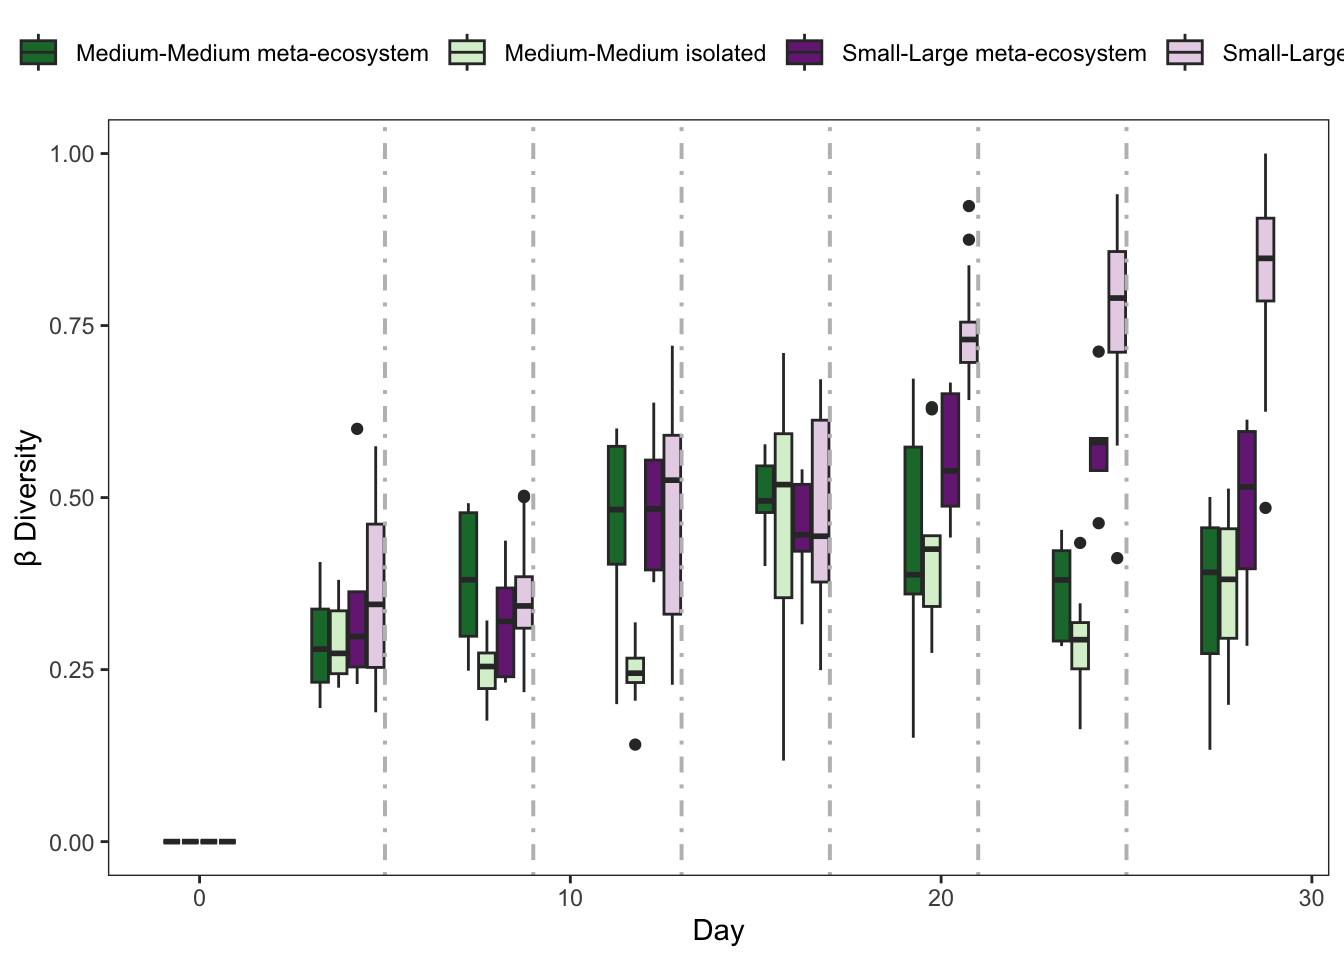 Medium-Medium meta-ecosystem Medium-Medium isolated Small-Large meta-ecosystem Small-Large
1.00
0.75
0.50
0.25
0.00
β Diversity
0 10 20 30
Day